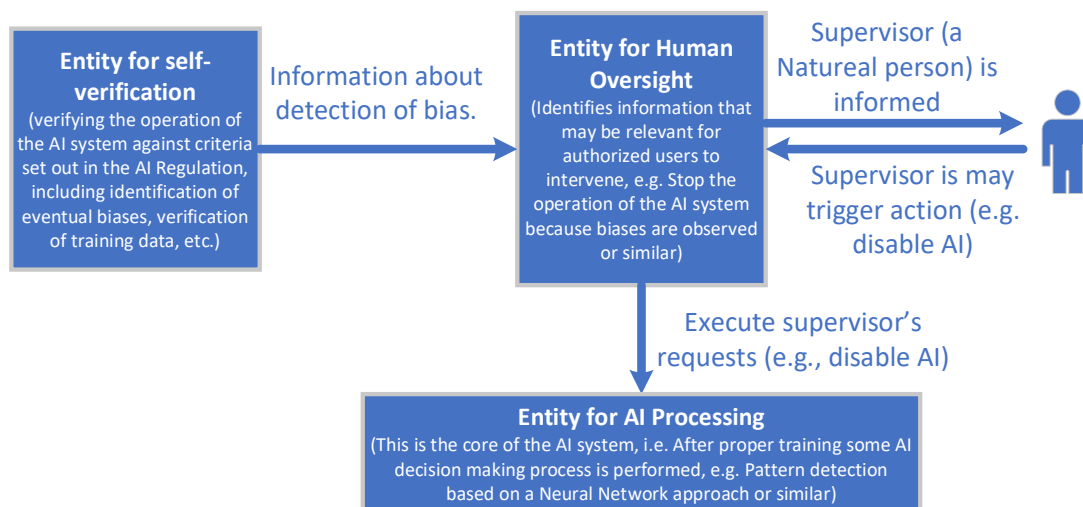 Entity for self-
verification
(verifying the operation of
the AI system against criteria
set out in the AI Regulation,
including identification of
eventual biases, verification
of training data, etc.)
Information about
detection of bias.
Entity for Human
Oversight
(Identifies information that
may be relevant for
authorized users to
intervene, e.g. Stop the
operation of the AI system
because biases are observed
or similar)
Supervisor (a
Natureal person) is
informed
Supervisor is may
trigger action (e.g.
disable AI)
Execute supervisor’s
requests (e.g., disable AI)
Entity for AI Processing
(This is the core of the AI system, i.e. After proper training some AI
decision making process is performed, e.g. Pattern detection
based on a Neural Network approach or similar)